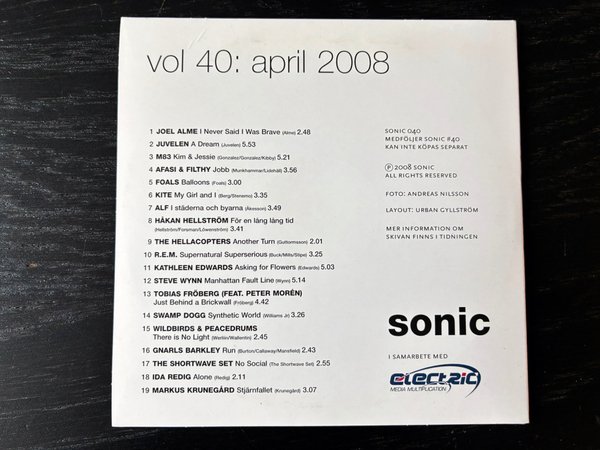 vol 40: april 2008
1 JOEL ALME I Never Said I Was Brave (Alme) 2.48
2 JUVELEN A Dream (Juvelen) 5.53
3 M83 Kim & Jessie (Gonzalez/Gonzalez/Kibby) 5.21
4 AFASI & FILTHY Jobb (Munkhammar/Lidehäll) 3.56
5 FOALS Balloons (Foals) 3.00
6 KITE My Girl and I (Berg/Stenemo) 3.35
7 ALF I städerna och byarna (Åkesson) 3.49
8 HÅKAN HELLSTRÖM För en lång lång tid
(Hellström/Forsman/Löwenström) 3.41
9 THE HELLACOPTERS Another Turn (Guttormsson) 2.01
10 R.E.M. Supernatural Superserious (Buck/Mills/Stipe) 3.25
11 KATHLEEN EDWARDS Asking for Flowers (Edwards) 5.03
12 STEVE WYNN Manhattan Fault Line (Wynn) 5.14
13 TOBIAS FRÖBERG (FEAT. PETER MORÉN)
Just Behind a Brickwall (Fröberg) 4.42
14 SWAMP DOGG Synthetic World (Williams Jr) 3.26
15 WILDBIRDS & PEACEDRUMS
There is No Light (Werliin/Wallentin) 2.45
16 GNARLS BARKLEY Run (Burton/Callaway/Mansfield) 2.43
17 THE SHORTWAVE SET No Social (The Shortwave Set) 2.55
18 IDA REDIG Alone (Redig) 2.11
19 MARKUS KRUNEGÅRD Stjärnfallet (Krunegård) 3.07
SONIC 040
MEDFÖLJER SONIC #40
KAN INTE KÖPAS SEPARAT
℗ 2008 SONIC
ALL RIGHTS RESERVED
FOTO: ANDREAS NILSSON
LAYOUT: URBAN GYLLSTRÖM
MER INFORMATION OM
SKIVAN FINNS I TIDNINGEN
sonic
I SAMARBETE MED
electric
MEDIA MULTIPLICATION